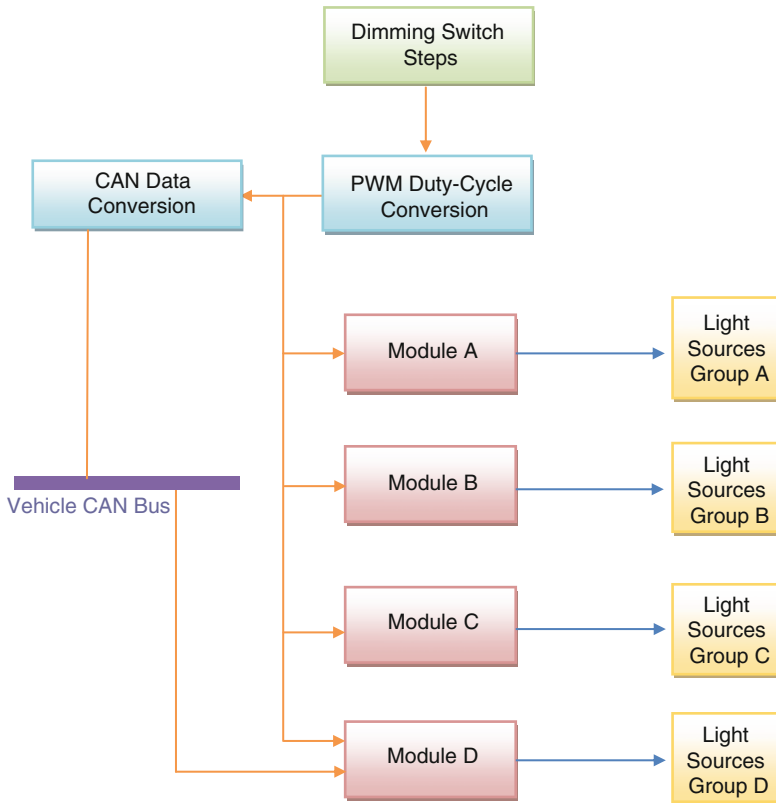 Dimming Switch
Steps
CAN Data
Conversion
PWM Duty-Cycle
Conversion
Module A
Light
Sources
Group A
Vehicle CAN Bus
Module B
Light
Sources
Group B
Module C
Light
Sources
Group C
Module D
Light
Sources
Group D